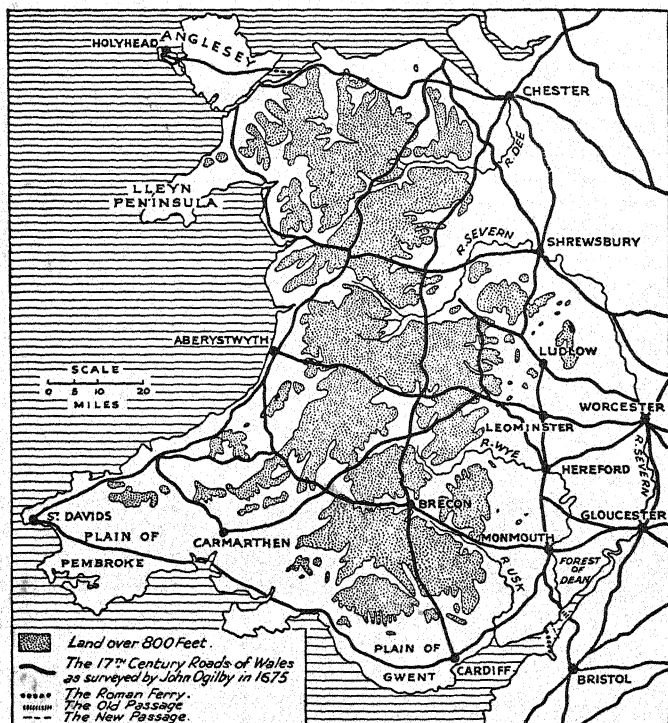 ANGLESEY
HOLYHEAD
CHESTER
R. DEE
LLEYN
PENINSULA
R. SEVERN
SHREWSBURY
ABERYSTWYTH
LUDLOW
SCALE
0 5 10 20
MILES
WORCESTER
LEOMINSTER
R. WYE
R. SEVERN
HEREFORD
BRECON
GLOUCESTER
ST. DAVIDS
PLAIN OF
PEMBROKE
CARMARTHEN
MONMOUTH
FOREST
OF
DEAN
R. USK
PLAIN OF
GWENT
CARDIFF
BRISTOL
Land over 800 Feet.
The 17TH Century Roads of Wales
as surveyed by John Ogilby in 1675
The Roman Ferry.
The Old Passage
The New Passage.